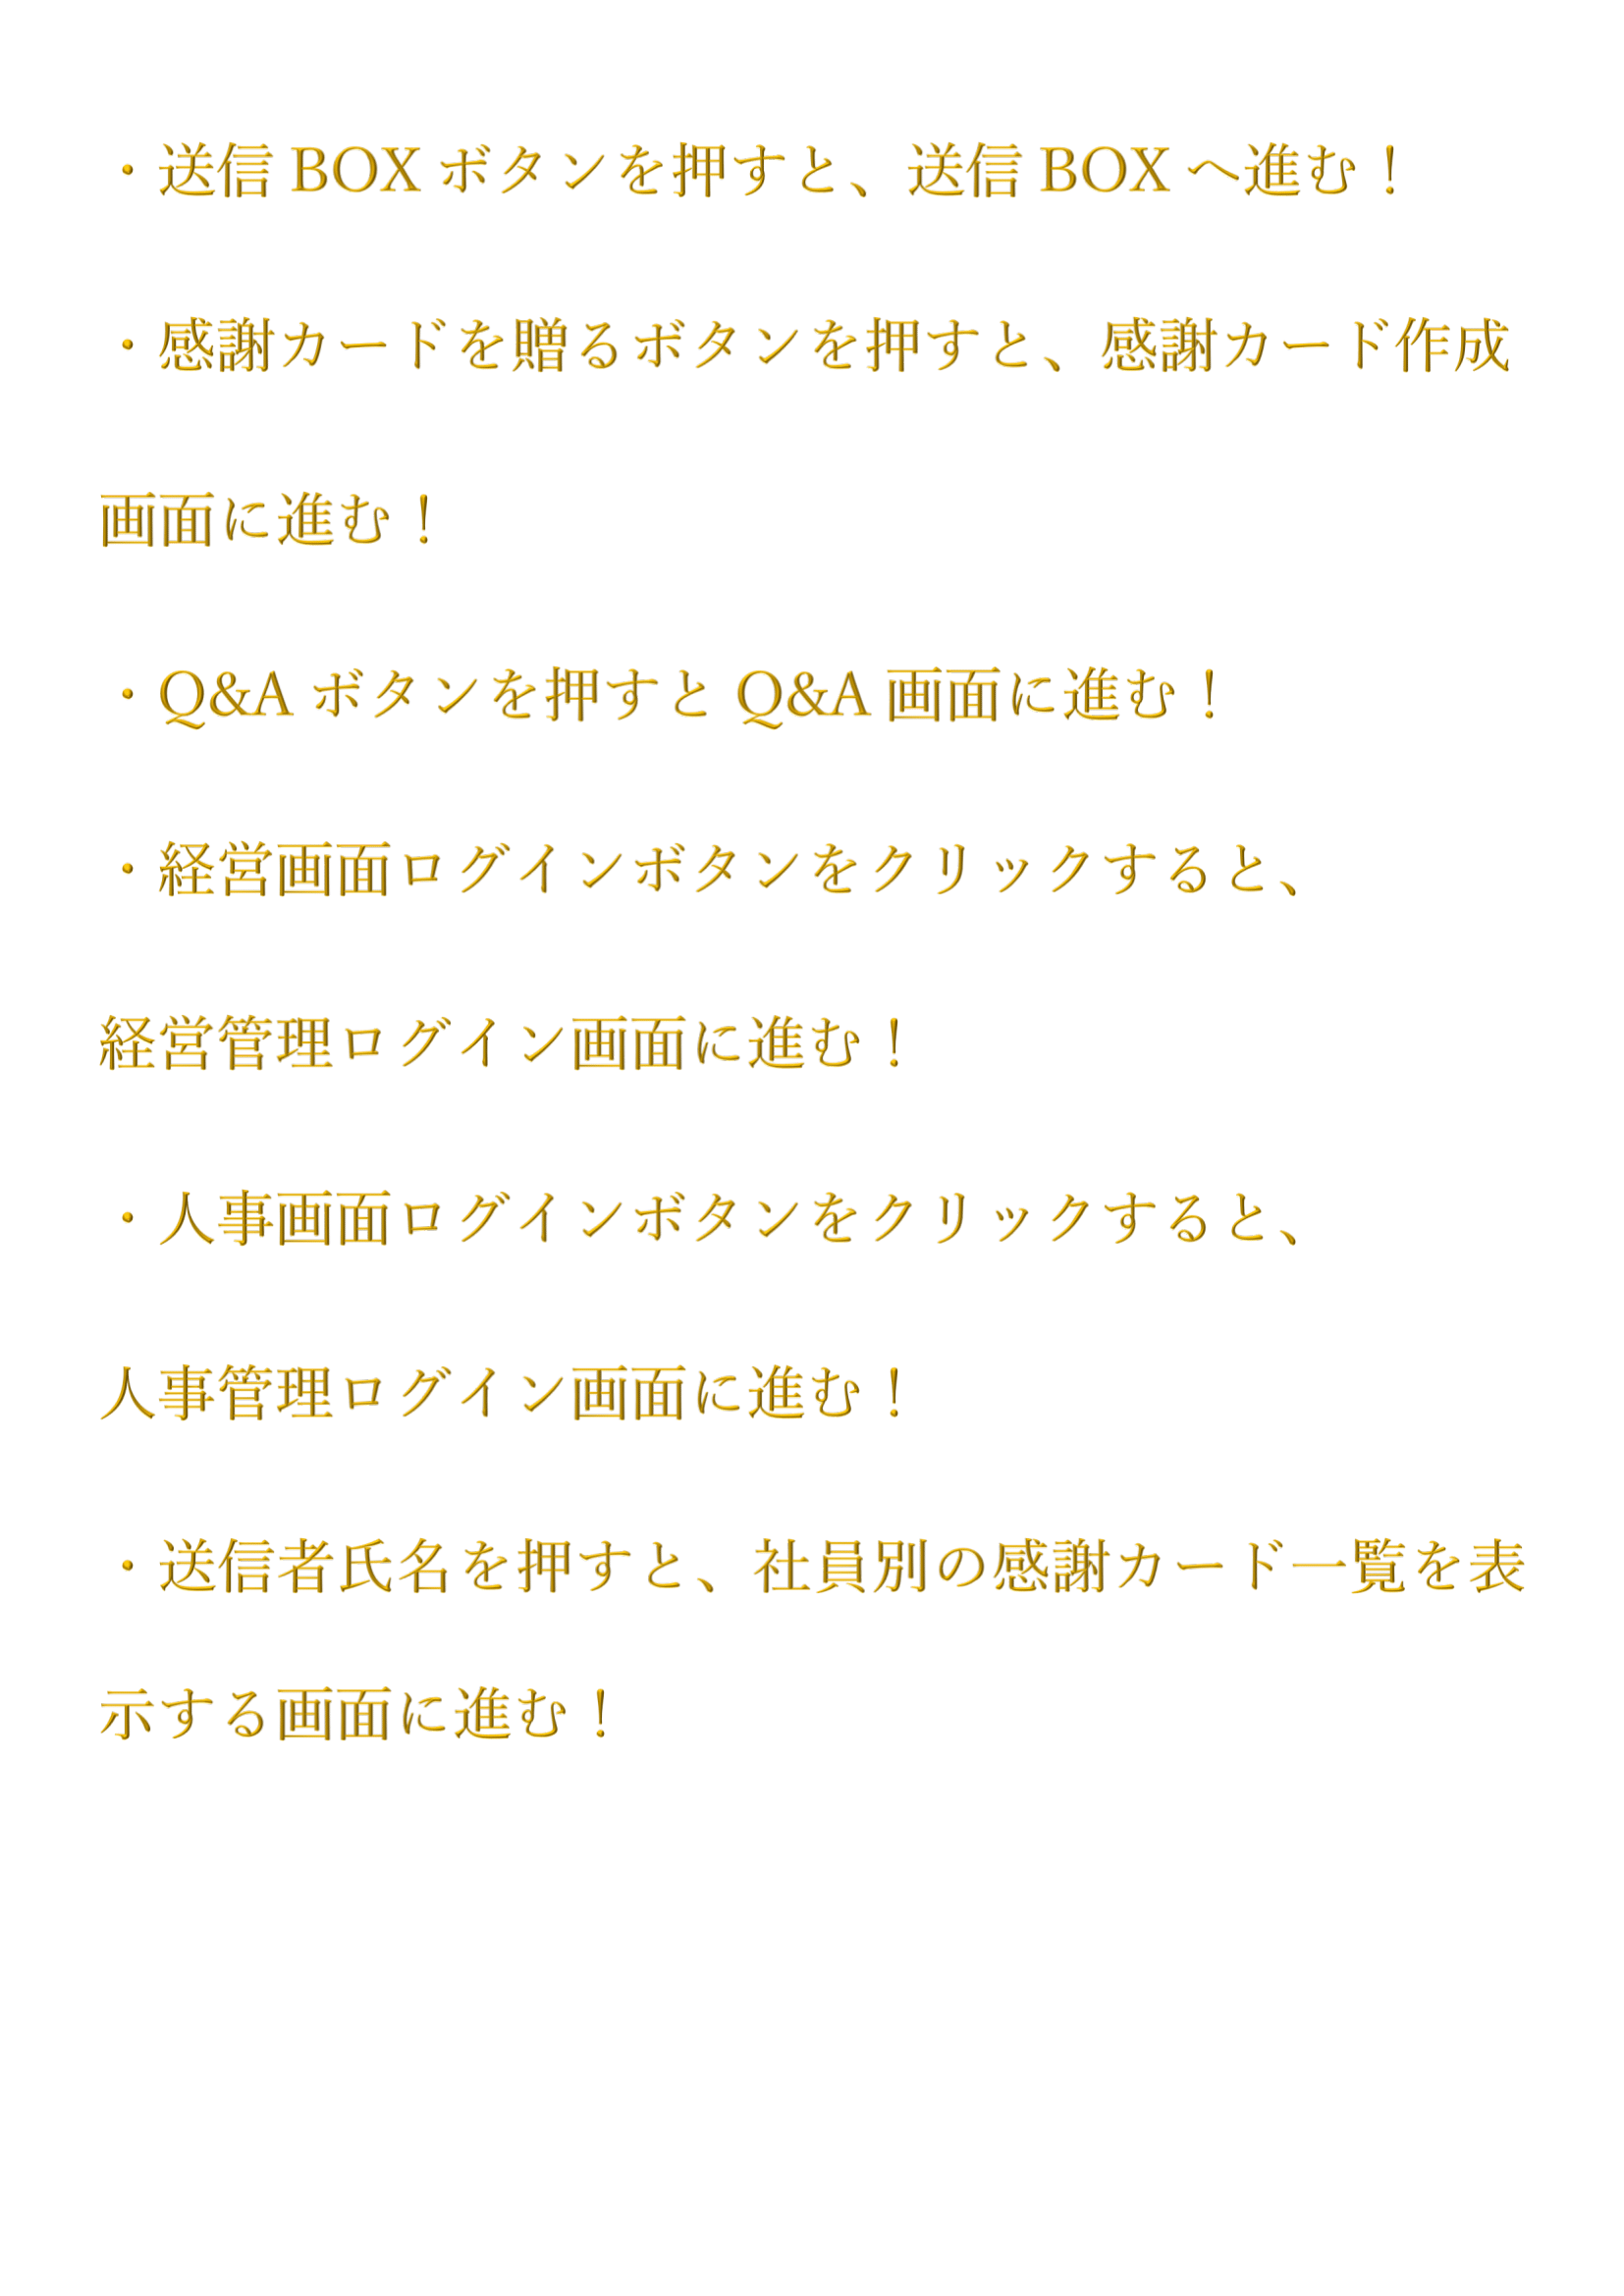 ・送信 BOX ボタンを押すと、送信 BOX へ進む！
・感謝カードを贈るボタンを押すと、感謝カード作成
画面に進む！
・Q&A ボタンを押すと Q&A 画面に進む！
・経営画面ログインボタンをクリックすると、
経営管理ログイン画面に進む！
・人事画面ログインボタンをクリックすると、
人事管理ログイン画面に進む！
・送信者氏名を押すと、社員別の感謝カード一覧を表
示する画面に進む！